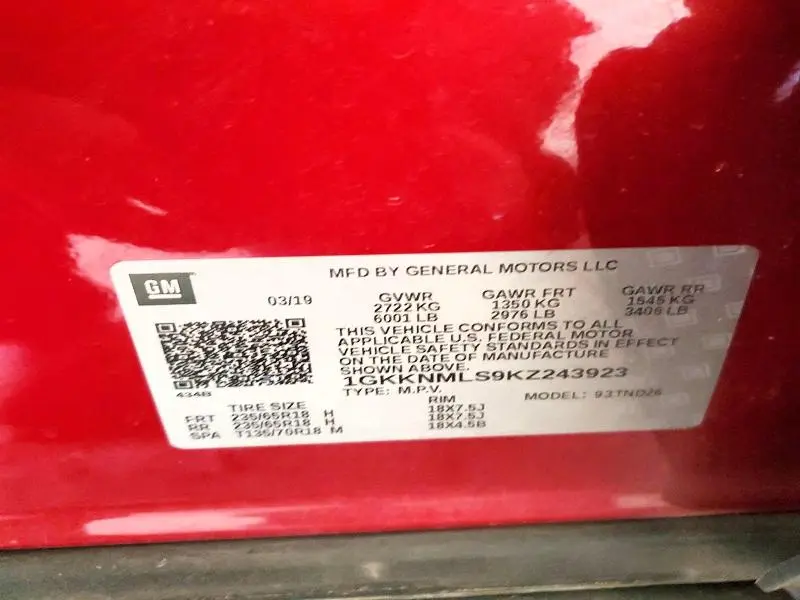 GM
MFD BY GENERAL MOTORS LLC
03/19 GVWR GAWR FRT GAWR RR
2722 KG 1350 KG 1545 KG
6001 LB 2976 LB 3406 LB
THIS VEHICLE CONFORMS TO ALL
APPLICABLE U.S. FEDERAL MOTOR
VEHICLE SAFETY STANDARDS IN EFFECT
ON THE DATE OF MANUFACTURE
SHOWN ABOVE.
434B
1GKKNMLS9KZ243923
TYPE: M.P.V. MODEL: 93TND26
TIRE SIZE RIM
FRT 235/65R18 H 18X7.5J
RR 235/65R18 H 18X7.5J
SPA T135/70R18 M 18X4.5B